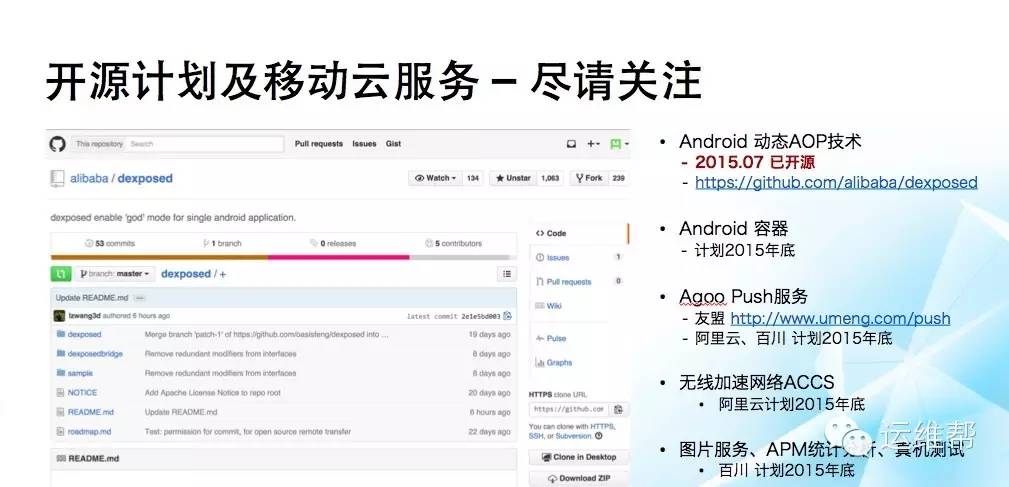 开源计划及移动云服务 – 尽请关注
This repository Search
Pull requests Issues Gist
alibaba / dexposed
Watch 134 Unstar 1,063 Fork 239
dexposed enable 'god' mode for single android application.
53 commits 1 branch 0 releases 5 contributors
branch: master dexposed / +
Update README.md
lzwang3d authored 6 hours ago latest commit 2e1e5bd003
dexposed Merge branch 'patch-1' of https://github.com/oasisfeng/dexposed into ... 19 days ago
dexposedbridge Remove redundant modifiers from interfaces 8 days ago
sample Remove redundant modifiers from interfaces 8 days ago
NOTICE Add Apache License Notice to repo root 20 days ago
README.md Update README.md 6 hours ago
roadmap.md Test: permission for commit, for open source remote transfer 22 days ago
README.md
Code
Issues 1
Pull requests 0
Wiki
Pulse
Graphs
HTTPS clone URL
https://github.com
You can clone with HTTPS,
SSH, or Subversion.
Clone in Desktop
Download ZIP
• Android 动态AOP技术
- 2015.07 已开源
- https://github.com/alibaba/dexposed
• Android 容器
- 计划2015年底
• Agoo Push服务
- 友盟 http://www.umeng.com/push
- 阿里云、百川 计划2015年底
• 无线加速网络ACCS
• 阿里云计划2015年底
• 图片服务、APM统计分析、真机测试
• 百川 计划2015年底
运维帮